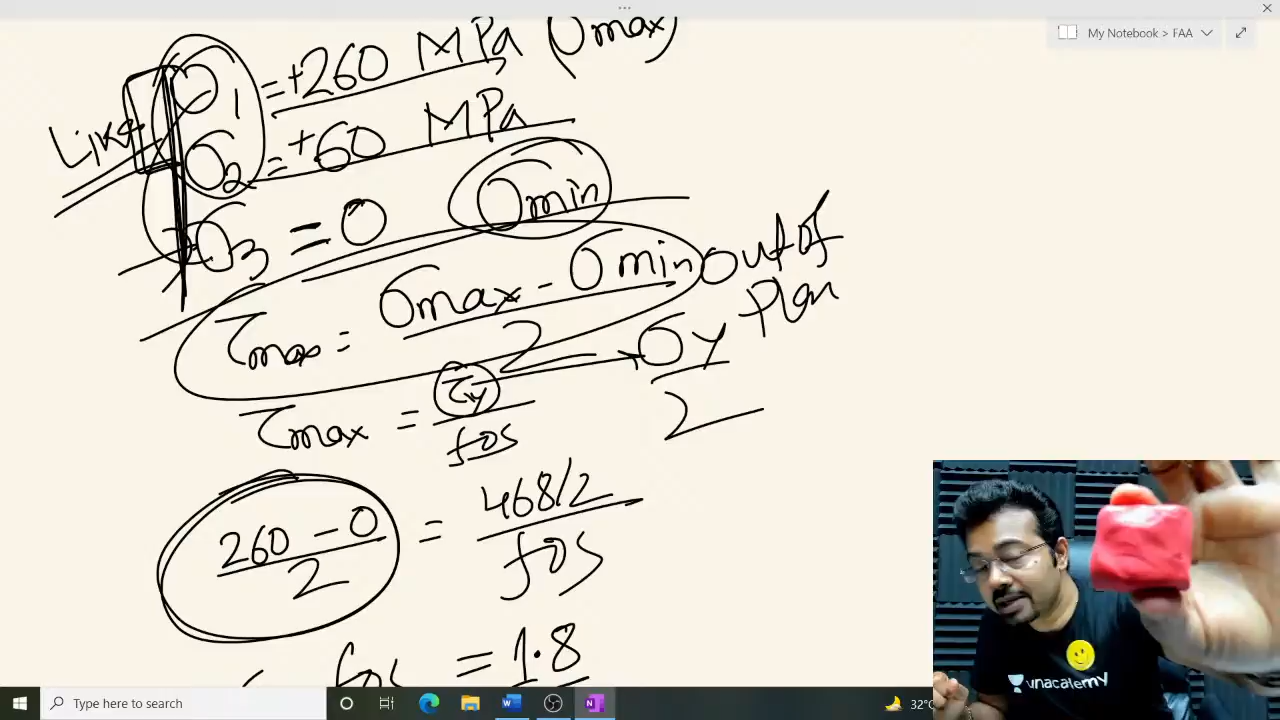 My Notebook > FAA
σ1 = +260 MPa (σmax)
Like
σ2 = +60 MPa
σ3 = 0 σmin
τmax = σmax - σmin / 2
out of
plan
τmax = τy / fos
σy / 2
260 - 0 / 2 = 468/2 / fos
fos = 1.8
unacademy
Type here to search
32°C